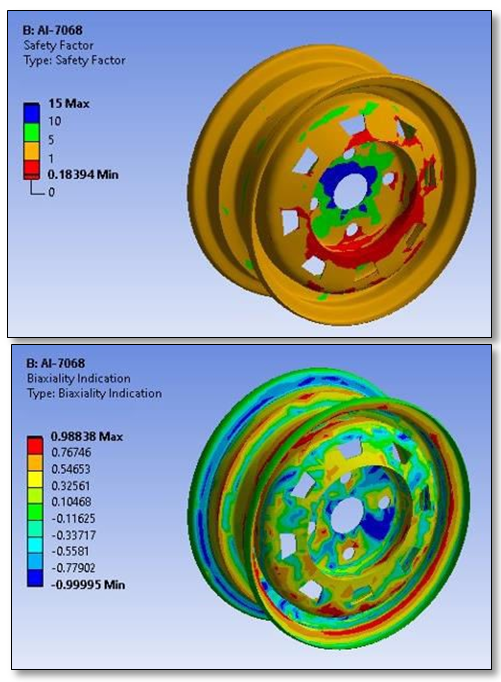 B: Al-7068
Safety Factor
Type: Safety Factor
15 Max
10
5
1
0.18394 Min
0
B: Al-7068
Biaxiality Indication
Type: Biaxiality Indication
0.98838 Max
0.76746
0.54653
0.32561
0.10468
-0.11625
-0.33717
-0.5581
-0.77902
-0.99995 Min